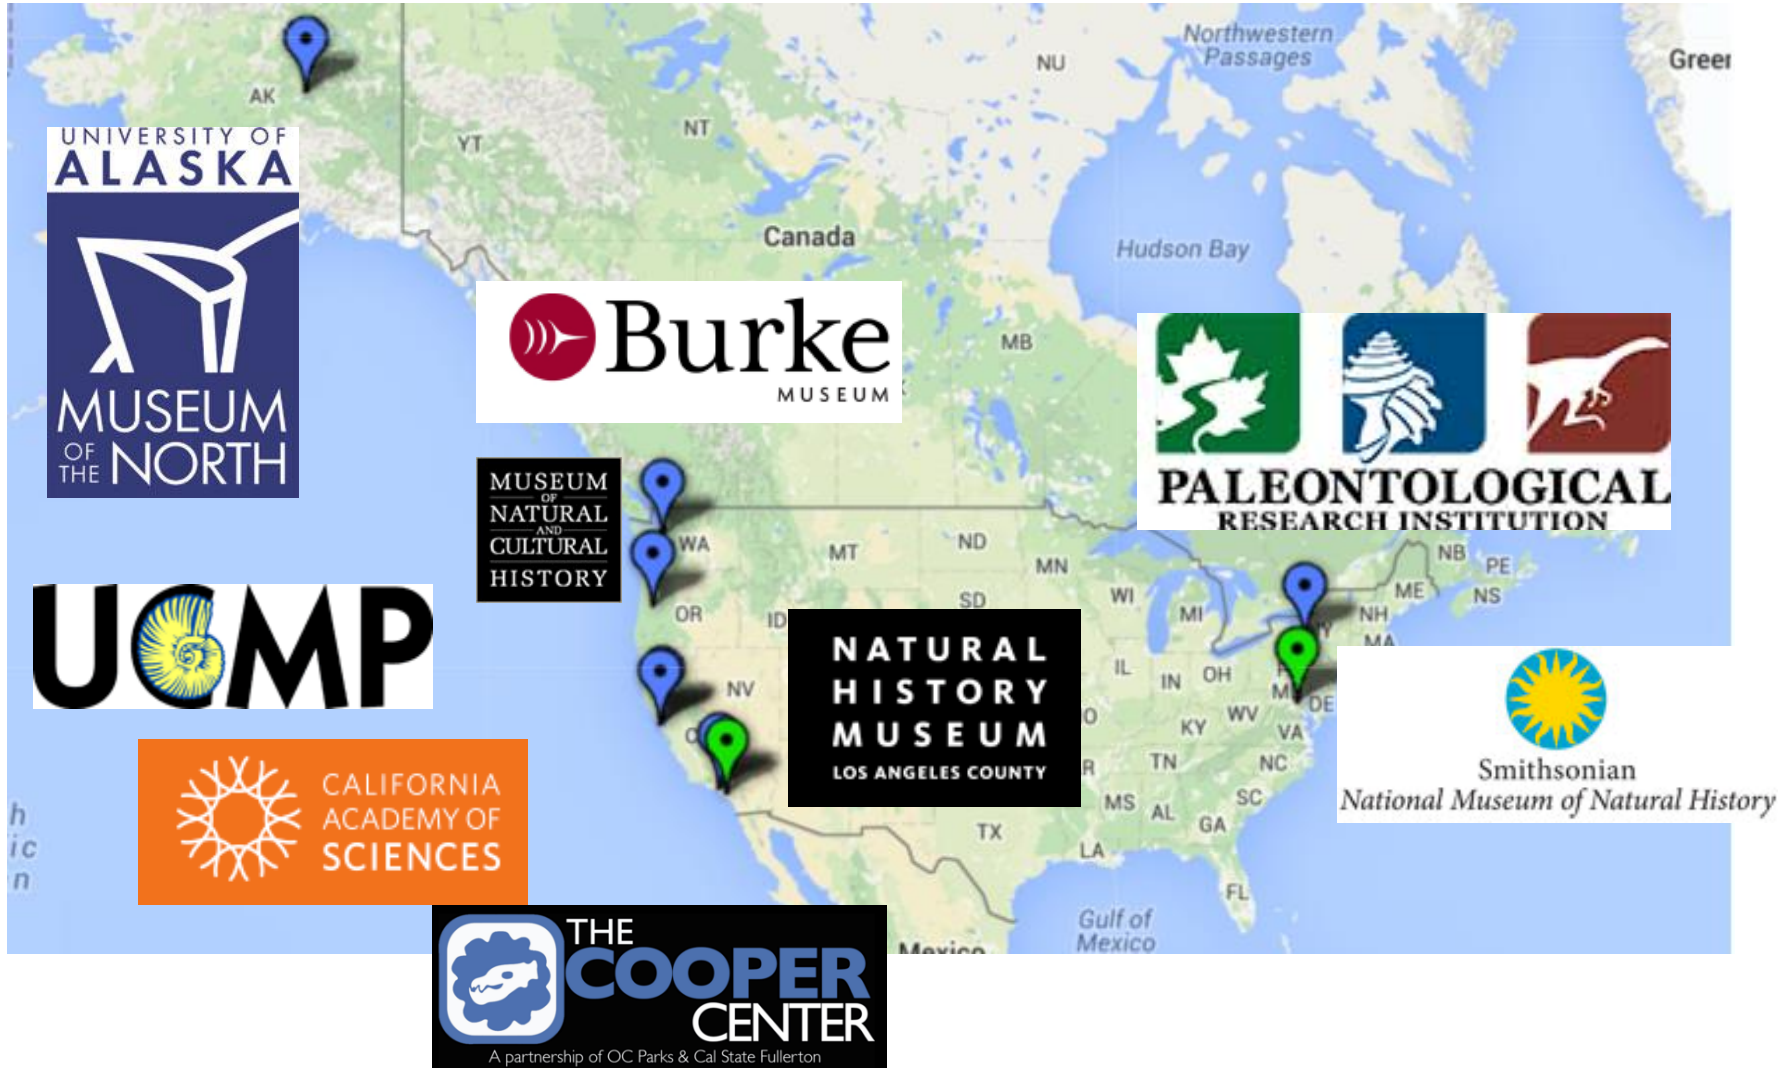 Northwestern
Passages
Green
NU
AK
NT
YT
UNIVERSITY OF
ALASKA
MUSEUM
OF
THE NORTH
Canada
Hudson Bay
Burke
MUSEUM
MB
PALEONTOLOGICAL
RESEARCH INSTITUTION
MUSEUM
OF
NATURAL
AND
CULTURAL
HISTORY
WA
MT
ND
MN
NB
PE
OR
ID
SD
WI
MI
ME
NS
NH
MA
UCMP
NV
NATURAL
HISTORY
MUSEUM
LOS ANGELES COUNTY
IL
IN
OH
DE
KY
WV
VA
TN
NC
MS
AL
GA
SC
TX
LA
FL
Smithsonian
National Museum of Natural History
CALIFORNIA
ACADEMY OF
SCIENCES
h
ic
n
Gulf of
Mexico
Mexico
THE
COOPER
CENTER
A partnership of OC Parks & Cal State Fullerton